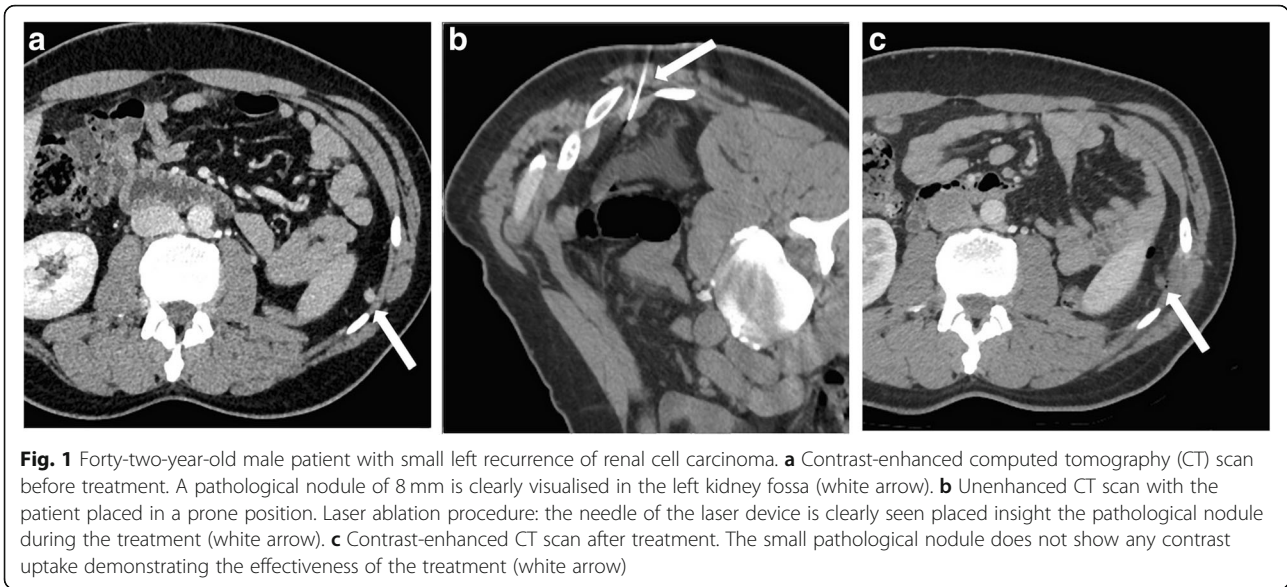 a
b
c
Fig. 1 Forty-two-year-old male patient with small left recurrence of renal cell carcinoma. a Contrast-enhanced computed tomography (CT) scan
before treatment. A pathological nodule of 8 mm is clearly visualised in the left kidney fossa (white arrow). b Unenhanced CT scan with the
patient placed in a prone position. Laser ablation procedure: the needle of the laser device is clearly seen placed insight the pathological nodule
during the treatment (white arrow). c Contrast-enhanced CT scan after treatment. The small pathological nodule does not show any contrast
uptake demonstrating the effectiveness of the treatment (white arrow)